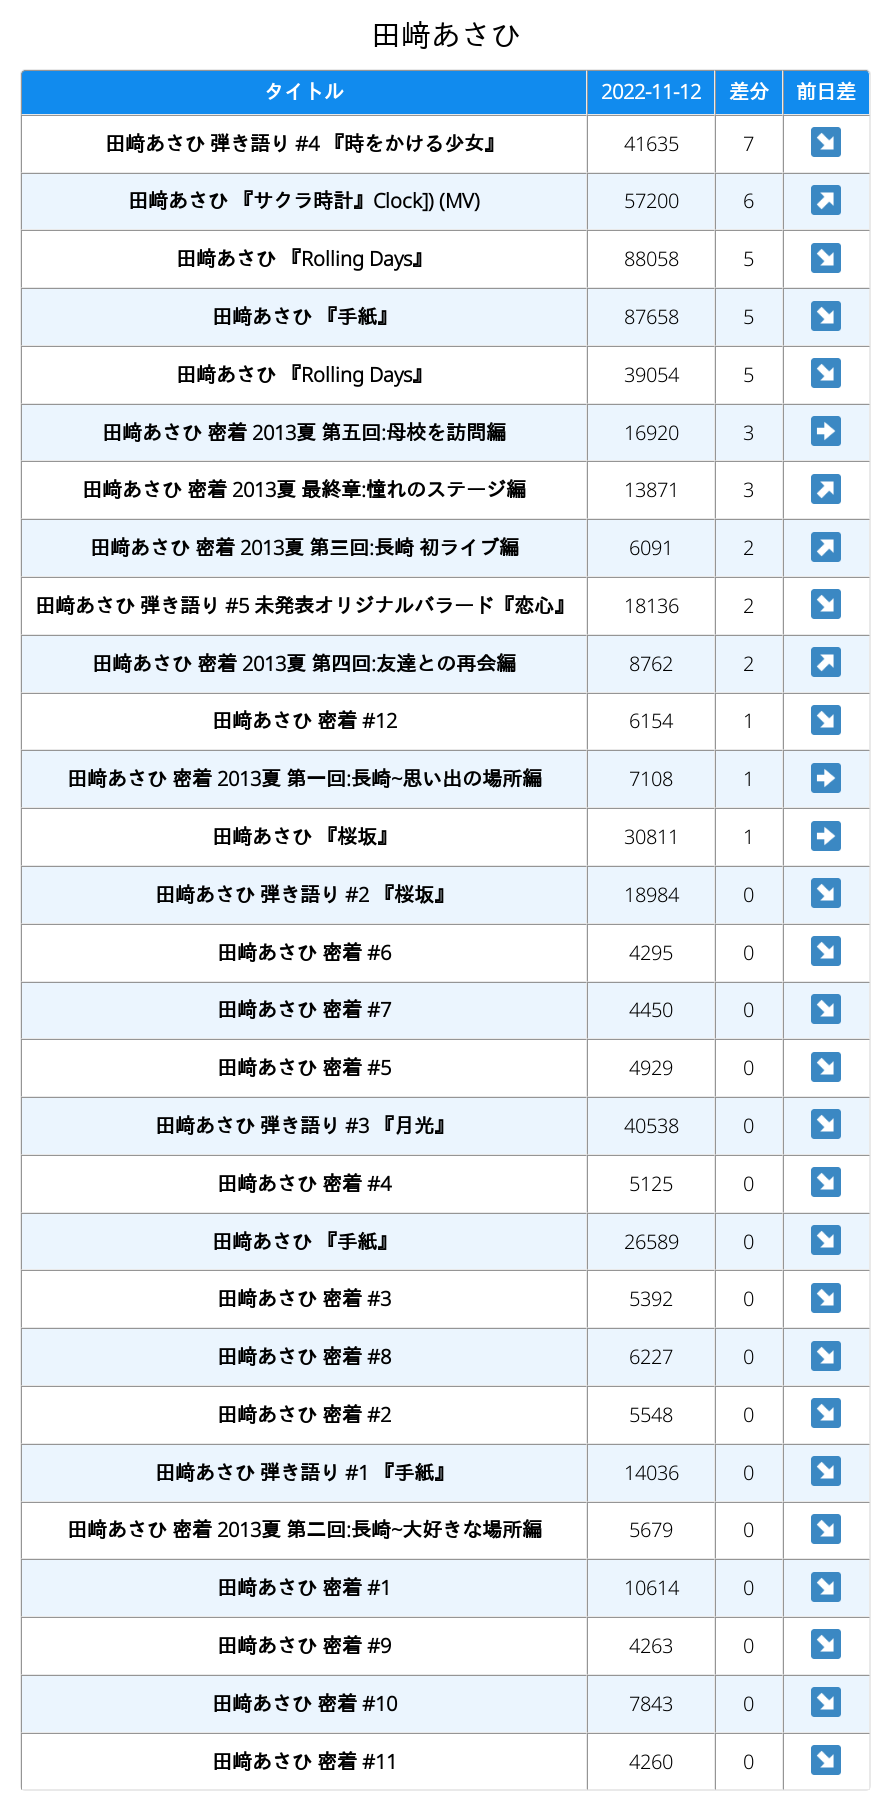 田﨑あさひ
タイトル 2022-11-12 差分 前日差
田﨑あさひ 弾き語り #4 『時をかける少女』 41635 7 ↘
田﨑あさひ 『サクラ時計』Clock]) (MV) 57200 6 ↗
田﨑あさひ 『Rolling Days』 88058 5 ↘
田﨑あさひ 『手紙』 87658 5 ↘
田﨑あさひ 『Rolling Days』 39054 5 ↘
田﨑あさひ 密着 2013夏 第五回:母校を訪問編 16920 3 ➡
田﨑あさひ 密着 2013夏 最終章:憧れのステージ編 13871 3 ↗
田﨑あさひ 密着 2013夏 第三回:長崎 初ライブ編 6091 2 ↗
田﨑あさひ 弾き語り #5 未発表オリジナルバラード『恋心』 18136 2 ↘
田﨑あさひ 密着 2013夏 第四回:友達との再会編 8762 2 ↗
田﨑あさひ 密着 #12 6154 1 ↘
田﨑あさひ 密着 2013夏 第一回:長崎~思い出の場所編 7108 1 ➡
田﨑あさひ 『桜坂』 30811 1 ➡
田﨑あさひ 弾き語り #2 『桜坂』 18984 0 ↘
田﨑あさひ 密着 #6 4295 0 ↘
田﨑あさひ 密着 #7 4450 0 ↘
田﨑あさひ 密着 #5 4929 0 ↘
田﨑あさひ 弾き語り #3 『月光』 40538 0 ↘
田﨑あさひ 密着 #4 5125 0 ↘
田﨑あさひ 『手紙』 26589 0 ↘
田﨑あさひ 密着 #3 5392 0 ↘
田﨑あさひ 密着 #8 6227 0 ↘
田﨑あさひ 密着 #2 5548 0 ↘
田﨑あさひ 弾き語り #1 『手紙』 14036 0 ↘
田﨑あさひ 密着 2013夏 第二回:長崎~大好きな場所編 5679 0 ↘
田﨑あさひ 密着 #1 10614 0 ↘
田﨑あさひ 密着 #9 4263 0 ↘
田﨑あさひ 密着 #10 7843 0 ↘
田﨑あさひ 密着 #11 4260 0 ↘